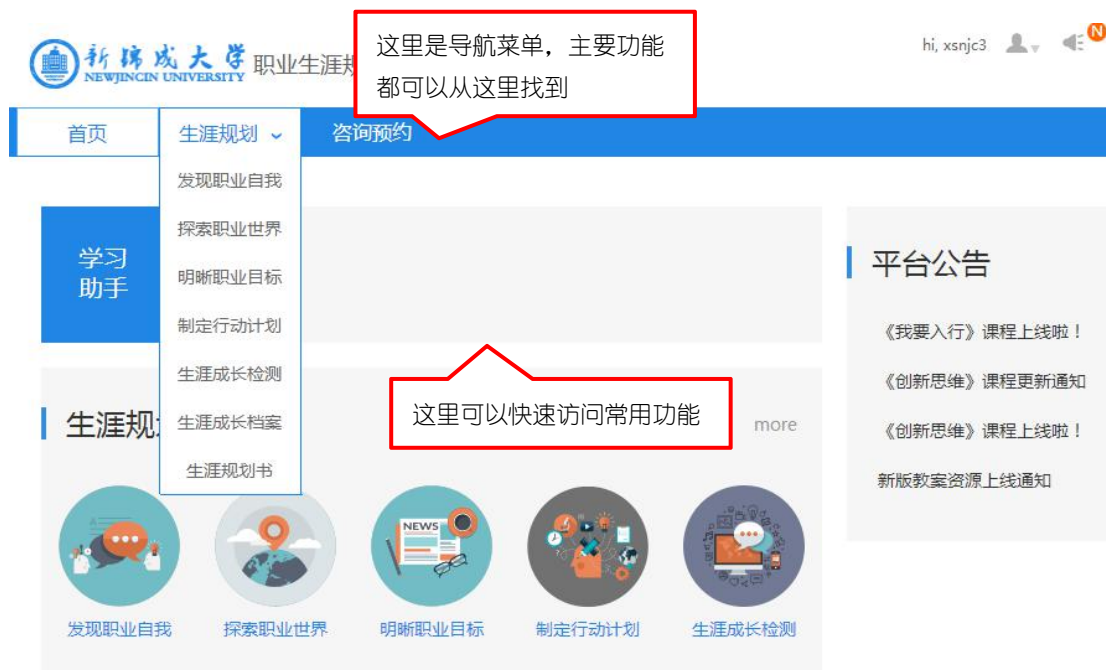 新锦成大学
NEWJINCIN UNIVERSITY
职业生涯规
这里是导航菜单，主要功能
都可以从这里找到
hi, xsnjc3
N
首页
生涯规划
咨询预约
发现职业自我
探索职业世界
明晰职业目标
制定行动计划
生涯成长检测
生涯成长档案
生涯规划书
学习
助手
这里可以快速访问常用功能
生涯规
more
NEWS
发现职业自我
探索职业世界
明晰职业目标
制定行动计划
生涯成长检测
平台公告
《我要入行》课程上线啦！
《创新思维》课程更新通知
《创新思维》课程上线啦！
新版教案资源上线通知